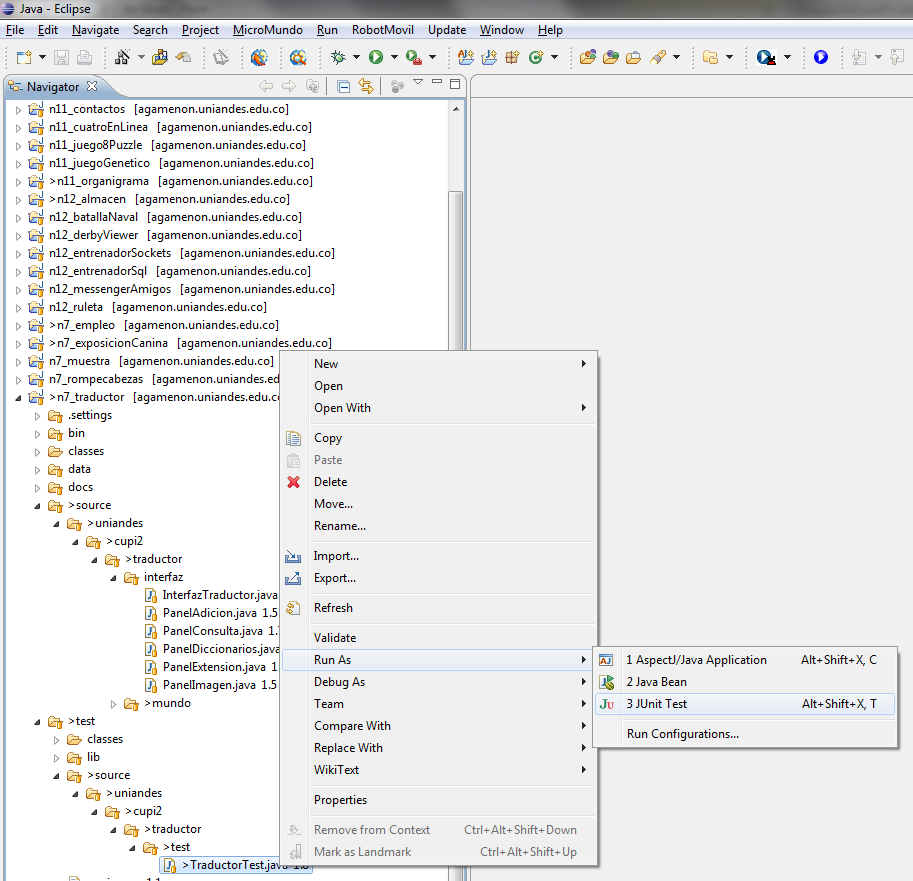 Java - Eclipse
File Edit Navigate Search Project MicroMundo Run RobotMovil Update Window Help
Navigator
n11_contactos [agamenon.uniandes.edu.co]
n11_cuatroEnLinea [agamenon.uniandes.edu.co]
n11_juego8Puzzle [agamenon.uniandes.edu.co]
n11_juegoGenetico [agamenon.uniandes.edu.co]
>n11_organigrama [agamenon.uniandes.edu.co]
>n12_almacen [agamenon.uniandes.edu.co]
n12_batallaNaval [agamenon.uniandes.edu.co]
n12_derbyViewer [agamenon.uniandes.edu.co]
n12_entrenadorSockets [agamenon.uniandes.edu.co]
n12_entrenadorSql [agamenon.uniandes.edu.co]
n12_messengerAmigos [agamenon.uniandes.edu.co]
n12_ruleta [agamenon.uniandes.edu.co]
>n7_empleo [agamenon.uniandes.edu.co]
>n7_exposicionCanina [agamenon.uniandes.edu.co]
n7_muestra [agamenon.uniandes.edu.co]
n7_rompecabezas [agamenon.uniandes.ed
>n7_traductor [agamenon.uniandes.edu.cc
.settings
bin
classes
data
docs
>source
>uniandes
>cupi2
>traductor
interfaz
InterfazTraductor.java
PanelAdicion.java 1.5
PanelConsulta.java 1.
PanelDiccionarios.java
PanelExtension.java 1
PanelImagen.java 1.5
>mundo
>test
classes
lib
>source
>uniandes
>cupi2
>traductor
>test
>TraductorTest.java
New
Open
Open With
Copy
Paste
Delete
Move...
Rename...
Import...
Export...
Refresh
Validate
Run As
Debug As
Team
Compare With
Replace With
WikiText
Properties
Remove from Context Ctrl+Alt+Shift+Down
Mark as Landmark Ctrl+Alt+Shift+Up
1 AspectJ/Java Application Alt+Shift+X, C
2 Java Bean
3 JUnit Test Alt+Shift+X, T
Run Configurations...